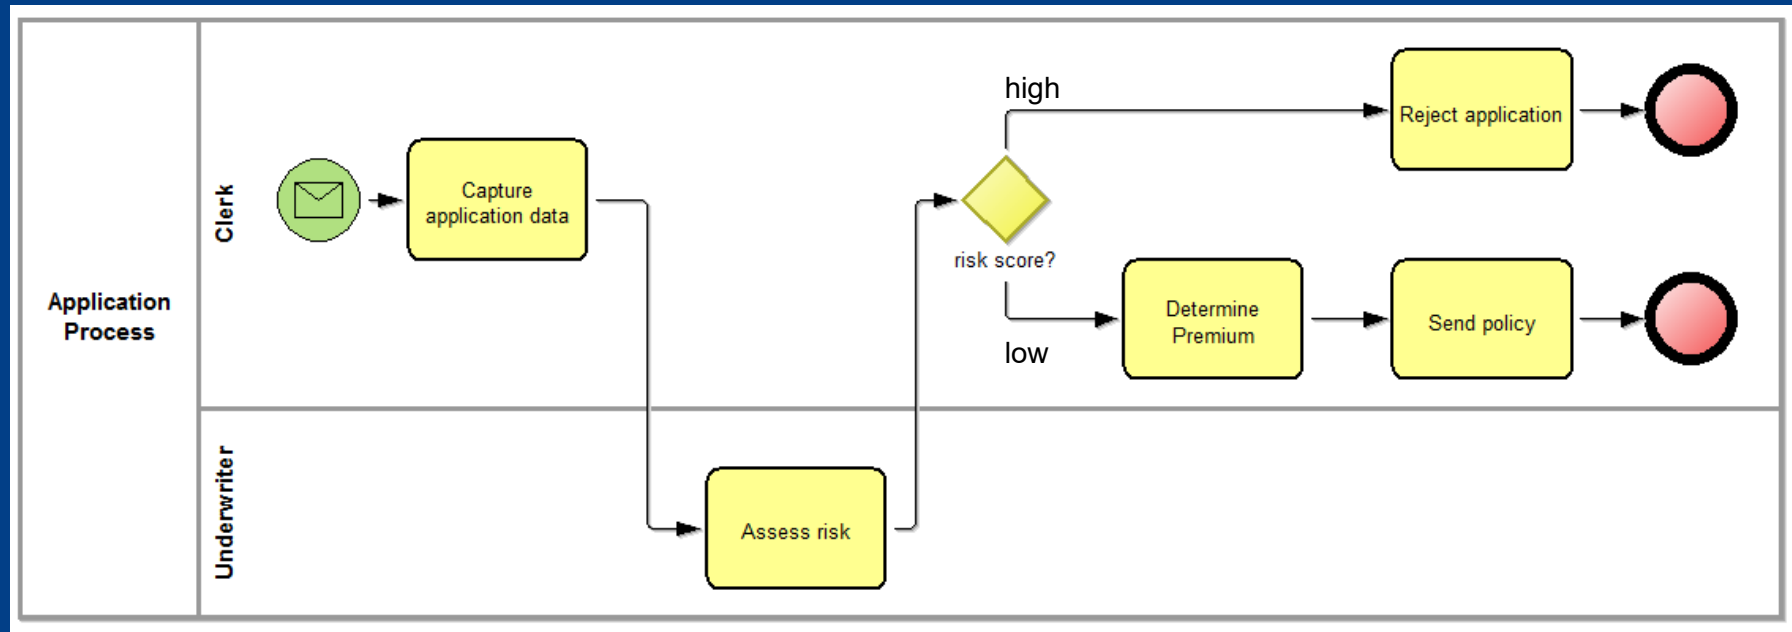 Application
Process
Clerk
Underwriter
Capture
application data
Assess risk
risk score?
high
Reject application
low
Determine
Premium
Send policy